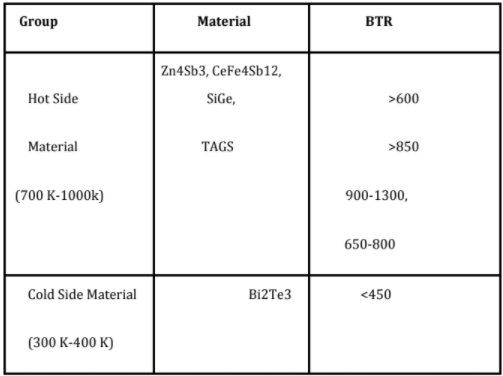 Group Material BTR
Zn4Sb3, CeFe4Sb12,
Hot Side SiGe, >600
Material TAGS >850
(700 K-1000k) 900-1300,
650-800
Cold Side Material Bi2Te3 <450
(300 K-400 K)